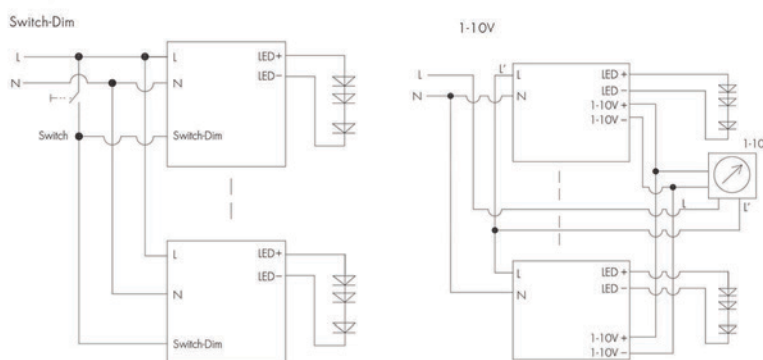 Switch-Dim
L
N
Switch
L
N
Switch-Dim
LED+
LED−
L
N
Switch-Dim
LED+
LED−
1-10V
L
N
L'
L
N
LED +
LED −
1-10V +
1-10V −
1-10
L
L'
L
N
LED +
LED −
1-10V +
1-10V −